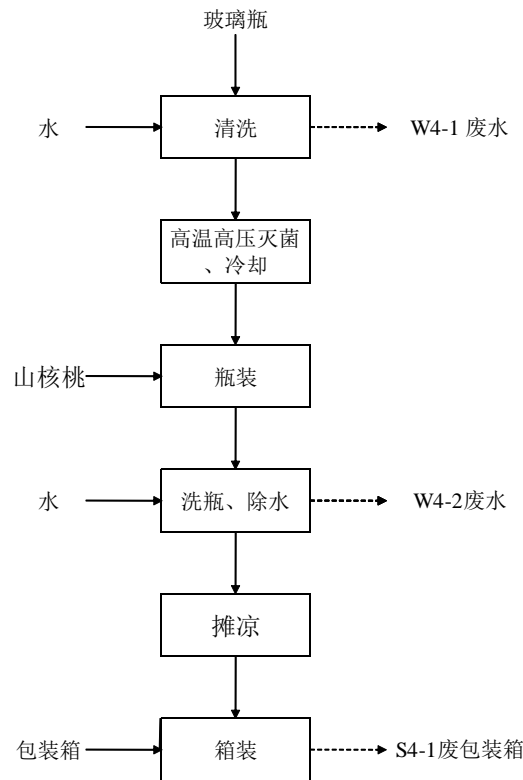 玻璃瓶
水
清洗
W4-1 废水
高温高压灭菌
、冷却
山核桃
瓶装
水
洗瓶、除水
W4-2废水
摊凉
包装箱
箱装
S4-1废包装箱